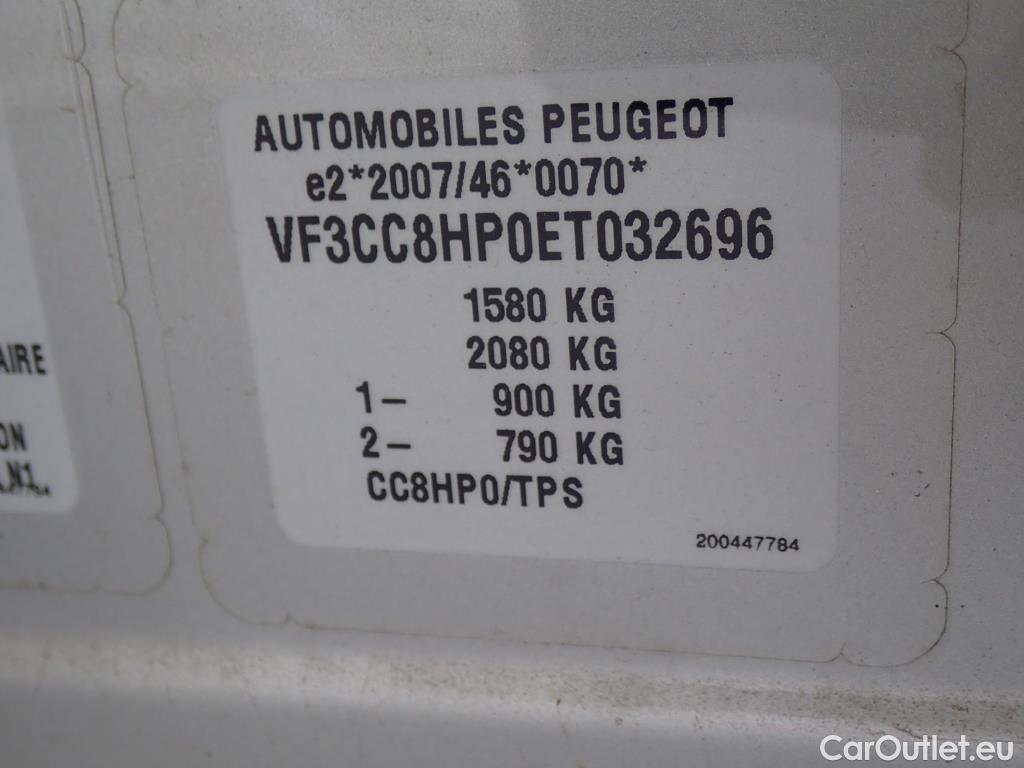 AUTOMOBILES PEUGEOT
e2*2007/46*0070*
VF3CC8HP0ET032696
1580 KG
2080 KG
1- 900 KG
2- 790 KG
CC8HP0/TPS
200447784
AIRE
ON
N1
CarOutlet.eu